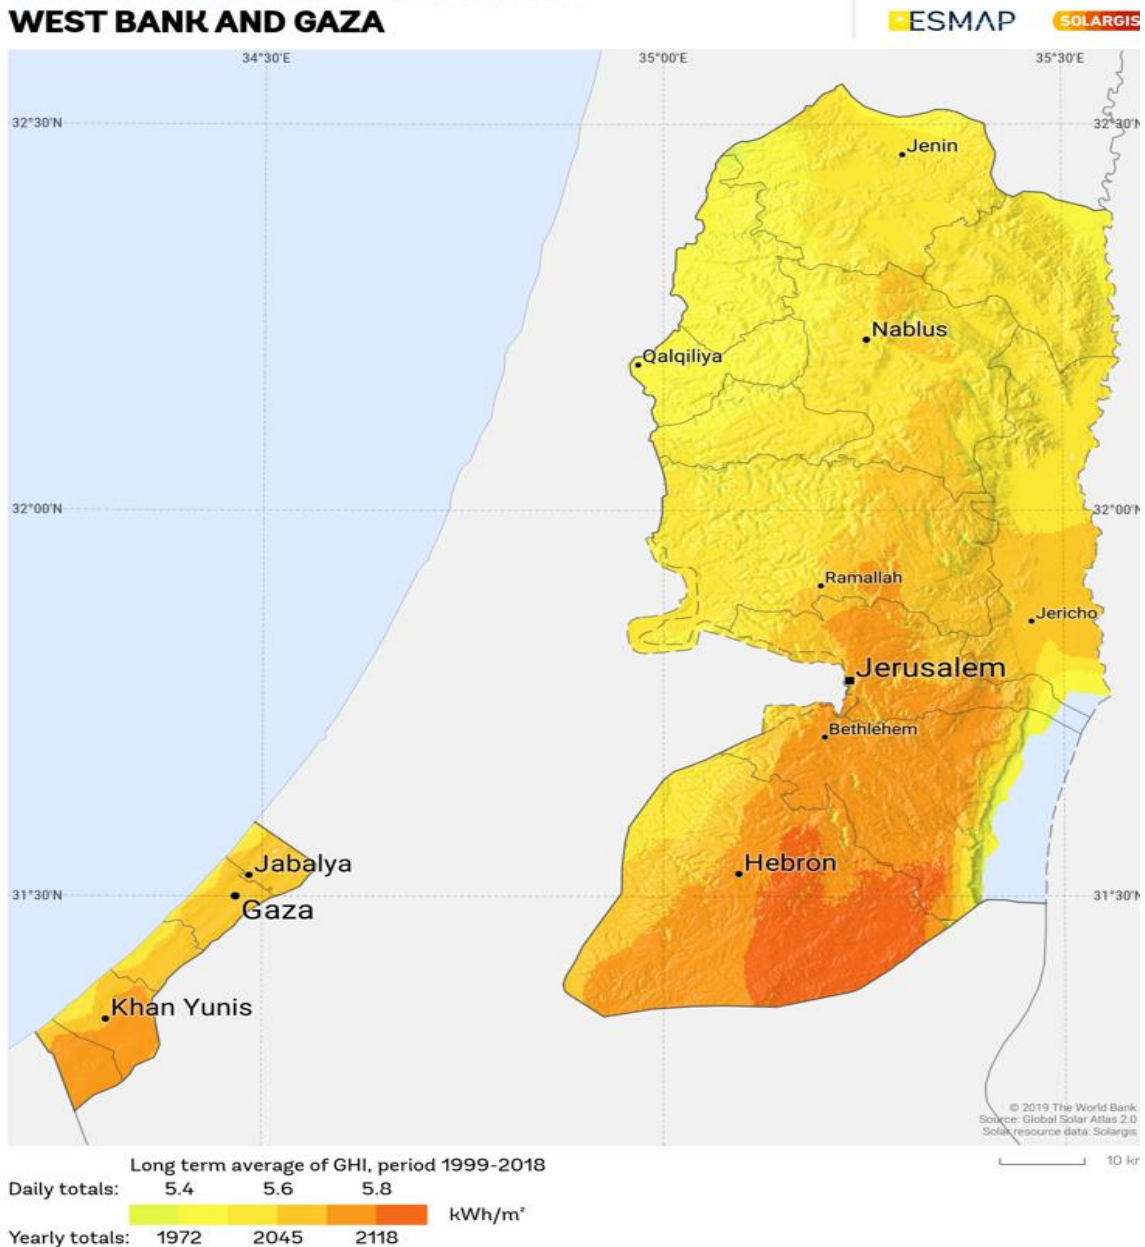 WEST BANK AND GAZA
ESMAP
SOLARGIS
34°30'E
35°00'E
35°30'E
32°30'N
32°30'N
Jenin
Nablus
Qalqiliya
32°00'N
32°00'N
Ramallah
Jericho
Jerusalem
Bethlehem
Jabalya
Hebron
31°30'N
31°30'N
Gaza
Khan Yunis
© 2019 The World Bank
Source: Global Solar Atlas 2.0
Solar resource data: Solargis
10 km
Long term average of GHI, period 1999-2018
Daily totals: 5.4 5.6 5.8
kWh/m²
Yearly totals: 1972 2045 2118